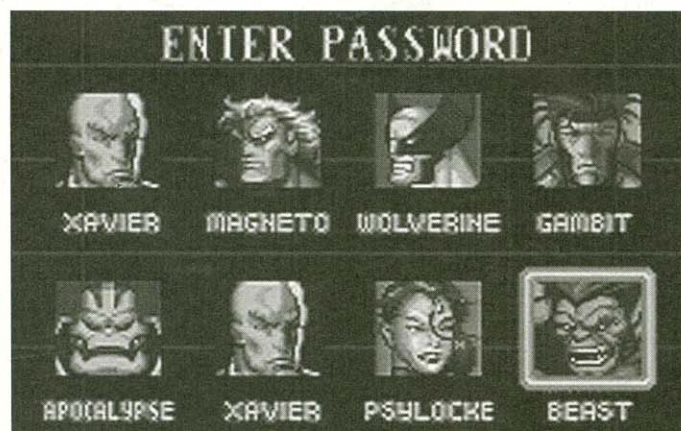 ENTER PASSWORD
XAVIER MAGNETO WOLVERINE GAMBIT
APOCALYPSE XAVIER PSYLOCKE BEAST